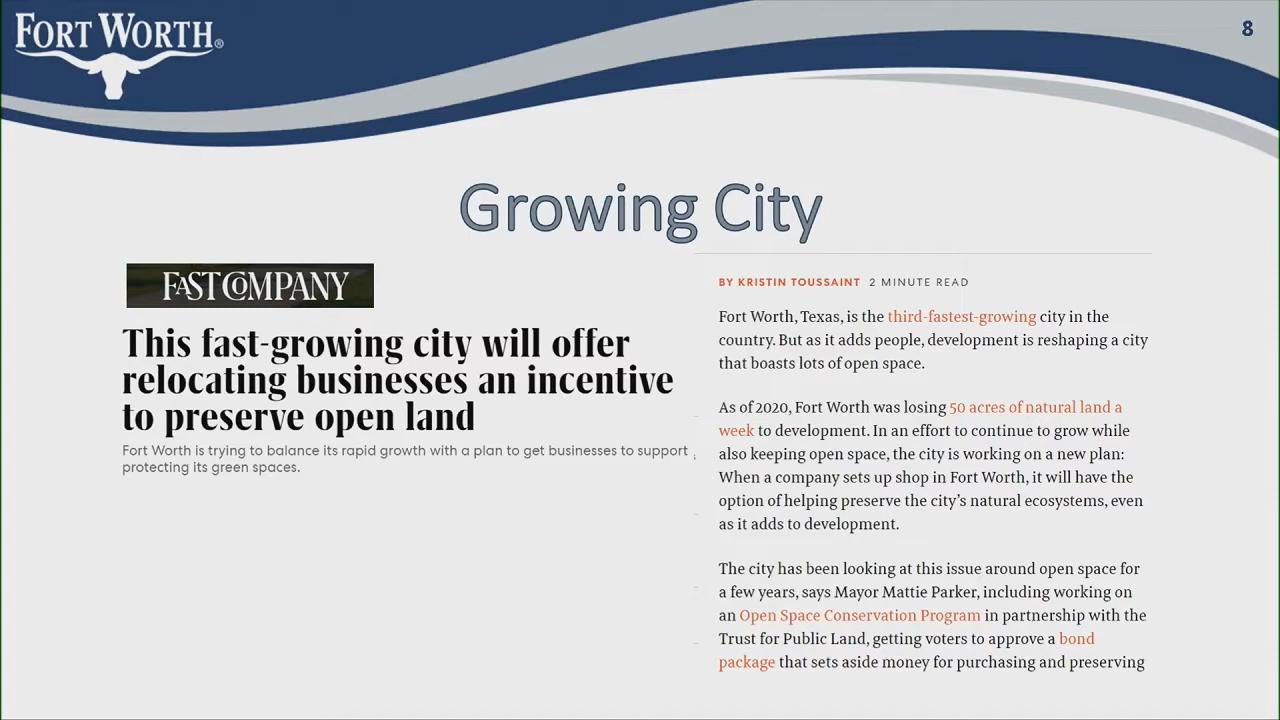 FORT WORTH®
8
Growing City
FAST COMPANY
This fast-growing city will offer
relocating businesses an incentive
to preserve open land
Fort Worth is trying to balance its rapid growth with a plan to get businesses to support
protecting its green spaces.
BY KRISTIN TOUSSAINT 2 MINUTE READ
Fort Worth, Texas, is the third-fastest-growing city in the
country. But as it adds people, development is reshaping a city
that boasts lots of open space.
As of 2020, Fort Worth was losing 50 acres of natural land a
week to development. In an effort to continue to grow while
also keeping open space, the city is working on a new plan:
When a company sets up shop in Fort Worth, it will have the
option of helping preserve the city’s natural ecosystems, even
as it adds to development.
The city has been looking at this issue around open space for
a few years, says Mayor Mattie Parker, including working on
an Open Space Conservation Program in partnership with the
Trust for Public Land, getting voters to approve a bond
package that sets aside money for purchasing and preserving